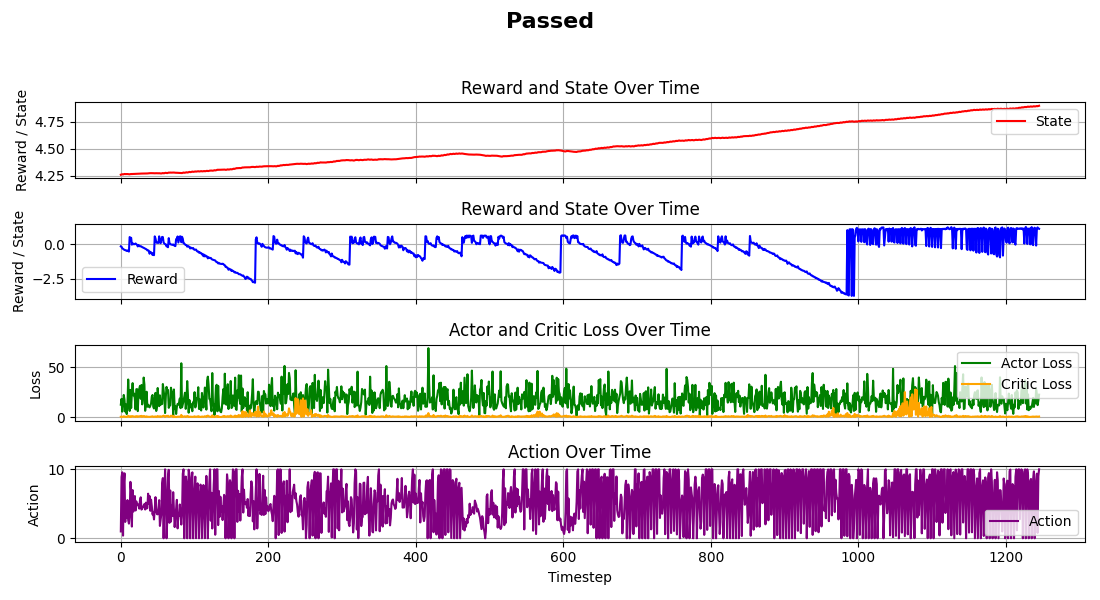 Passed
Reward and State Over Time
Reward / State
4.75
4.50
4.25
State
Reward and State Over Time
Reward / State
0.0
−2.5
Reward
Actor and Critic Loss Over Time
Loss
50
0
Actor Loss
Critic Loss
Action Over Time
Action
10
0
Action
0 200 400 600 800 1000 1200
Timestep